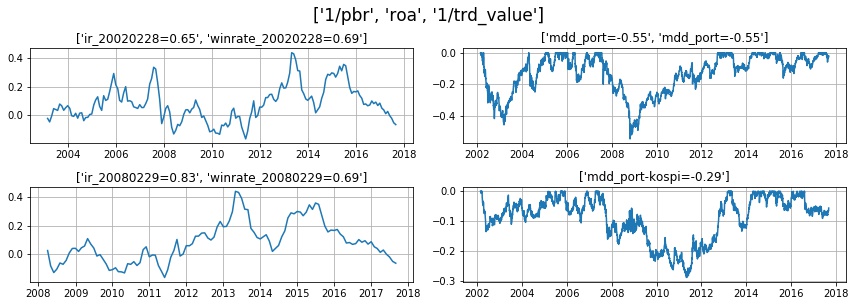 ['1/pbr', 'roa', '1/trd_value']
['ir_20020228=0.65', 'winrate_20020228=0.69']
0.4
0.2
0.0
2004 2006 2008 2010 2012 2014 2016 2018
['mdd_port=-0.55', 'mdd_port=-0.55']
0.0
−0.2
−0.4
2002 2004 2006 2008 2010 2012 2014 2016 2018
['ir_20080229=0.83', 'winrate_20080229=0.69']
0.4
0.2
0.0
2008 2009 2010 2011 2012 2013 2014 2015 2016 2017 2018
['mdd_port-kospi=-0.29']
0.0
−0.1
−0.2
−0.3
2002 2004 2006 2008 2010 2012 2014 2016 2018